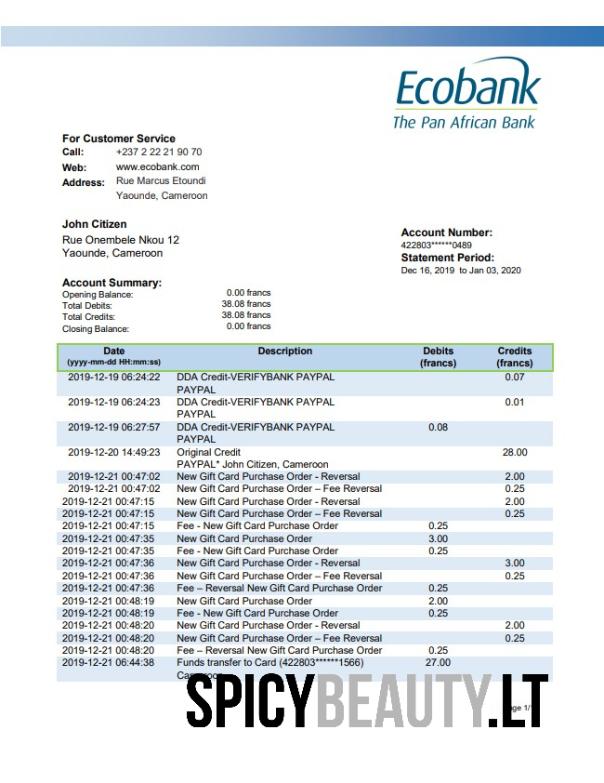 Ecobank
The Pan African Bank
For Customer Service
Call: +237 2 22 21 90 70
Web: www.ecobank.com
Address: Rue Marcus Etoundi
Yaounde, Cameroon
John Citizen
Rue Onembele Nkou 12
Yaounde, Cameroon
Account Number:
422803******0489
Statement Period:
Dec 16, 2019 to Jan 03, 2020
Account Summary:
Opening Balance: 0.00 francs
Total Debits: 38.08 francs
Total Credits: 38.08 francs
Closing Balance: 0.00 francs
Date Description Debits Credits
(yyyy-mm-dd HH:mm:ss) (francs) (francs)
2019-12-19 06:24:22 DDA Credit-VERIFYBANK PAYPAL 0.07
PAYPAL
2019-12-19 06:24:23 DDA Credit-VERIFYBANK PAYPAL 0.01
PAYPAL
2019-12-19 06:27:57 DDA Credit-VERIFYBANK PAYPAL 0.08
PAYPAL
2019-12-20 14:49:23 Original Credit 28.00
PAYPAL* John Citizen, Cameroon
2019-12-21 00:47:02 New Gift Card Purchase Order - Reversal 2.00
2019-12-21 00:47:02 New Gift Card Purchase Order – Fee Reversal 0.25
2019-12-21 00:47:15 New Gift Card Purchase Order - Reversal 2.00
2019-12-21 00:47:15 New Gift Card Purchase Order – Fee Reversal 0.25
2019-12-21 00:47:15 Fee - New Gift Card Purchase Order 0.25
2019-12-21 00:47:35 New Gift Card Purchase Order 3.00
2019-12-21 00:47:35 Fee - New Gift Card Purchase Order 0.25
2019-12-21 00:47:36 New Gift Card Purchase Order - Reversal 3.00
2019-12-21 00:47:36 New Gift Card Purchase Order – Fee Reversal 0.25
2019-12-21 00:47:36 Fee – Reversal New Gift Card Purchase Order 0.25
2019-12-21 00:48:19 New Gift Card Purchase Order 2.00
2019-12-21 00:48:19 Fee - New Gift Card Purchase Order 0.25
2019-12-21 00:48:20 New Gift Card Purchase Order - Reversal 2.00
2019-12-21 00:48:20 New Gift Card Purchase Order – Fee Reversal 0.25
2019-12-21 00:48:20 Fee – Reversal New Gift Card Purchase Order 0.25
2019-12-21 06:44:38 Funds transfer to Card (422803******1566) 27.00
SPICYBEAUTY.LT